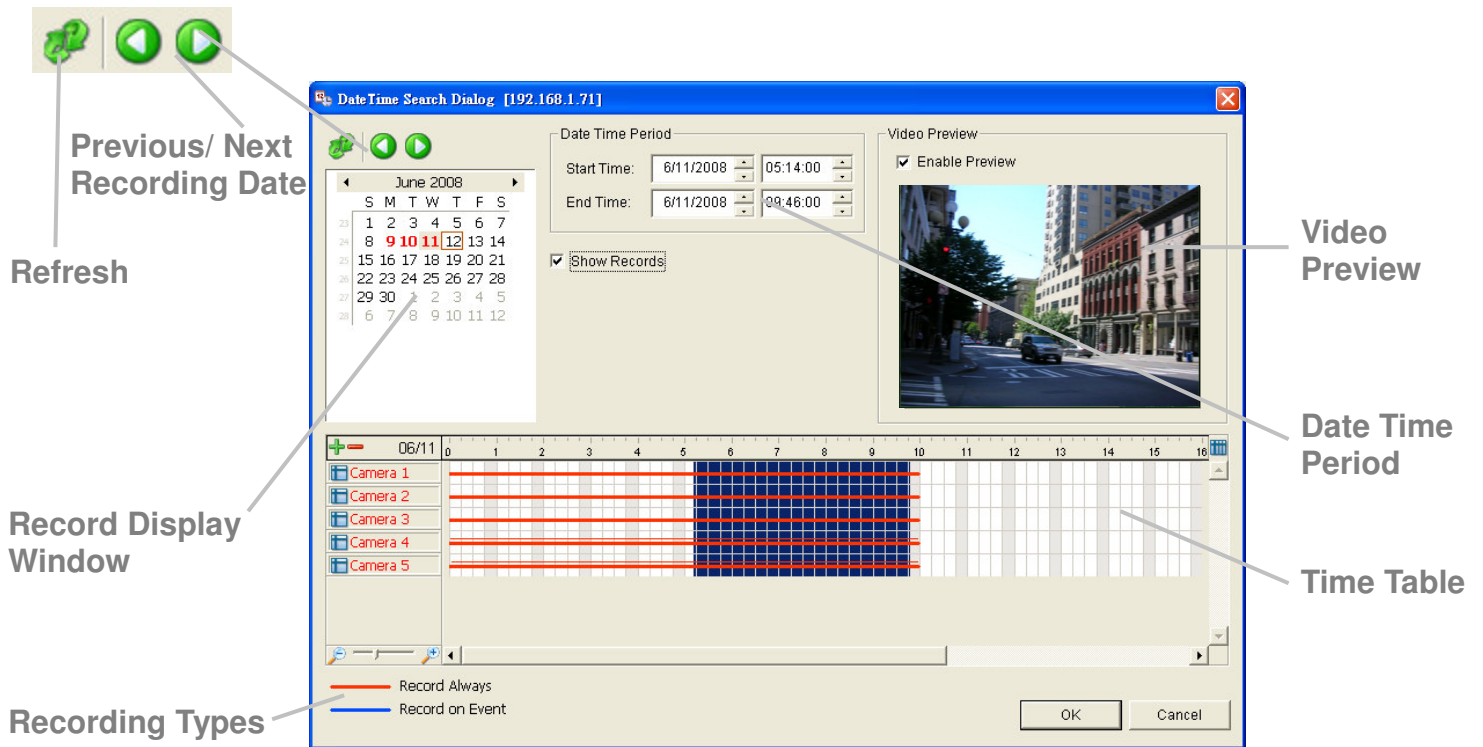 DateTime Search Dialog [192.168.1.71]
Previous/ Next
Recording Date
Refresh
Record Display
Window
Recording Types
June 2008
S M T W T F S
23 1 2 3 4 5 6 7
24 8 9 10 11 12 13 14
25 15 16 17 18 19 20 21
26 22 23 24 25 26 27 28
27 29 30 1 2 3 4 5
28 6 7 8 9 10 11 12
Date Time Period
Start Time: 6/11/2008 05:14:00
End Time: 6/11/2008 09:46:00
Show Records
Video Preview
Enable Preview
Video
Preview
Date Time
Period
Time Table
06/11 0 1 2 3 4 5 6 7 8 9 10 11 12 13 14 15 16
Camera 1
Camera 2
Camera 3
Camera 4
Camera 5
Record Always
Record on Event
OK Cancel